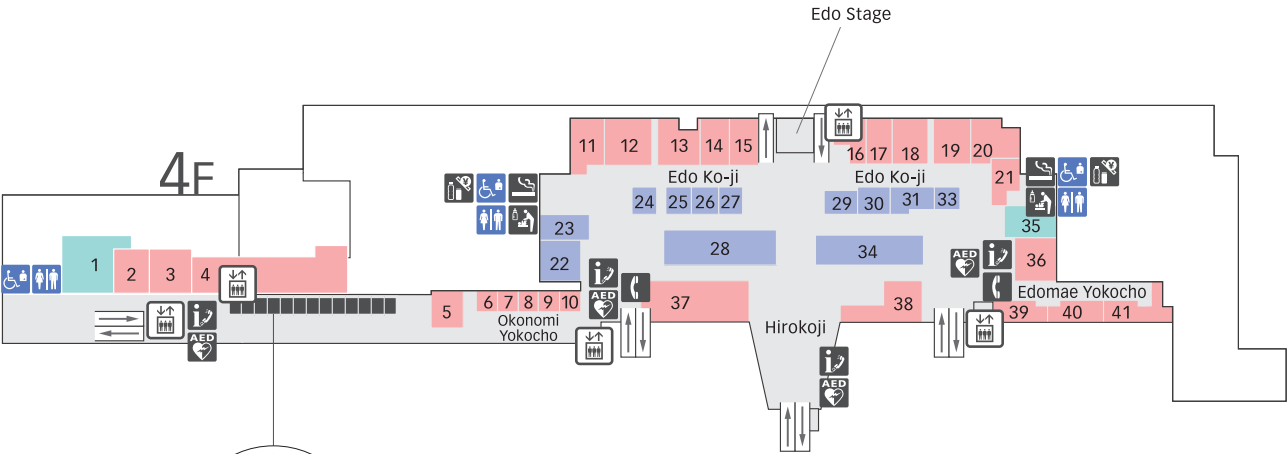 Edo Stage
4F
11 12 13 14 15 16 17 18 19 20
Edo Ko-ji Edo Ko-ji
21
24 25 26 27 29 30 31 33
23 35
28 34
1 2 3 4 22 36
AED
AED
Edomae Yokocho
5 6 7 8 9 10 37 38 39 40 41
Okonomi
Yokocho
Hirokoji
AED
AED